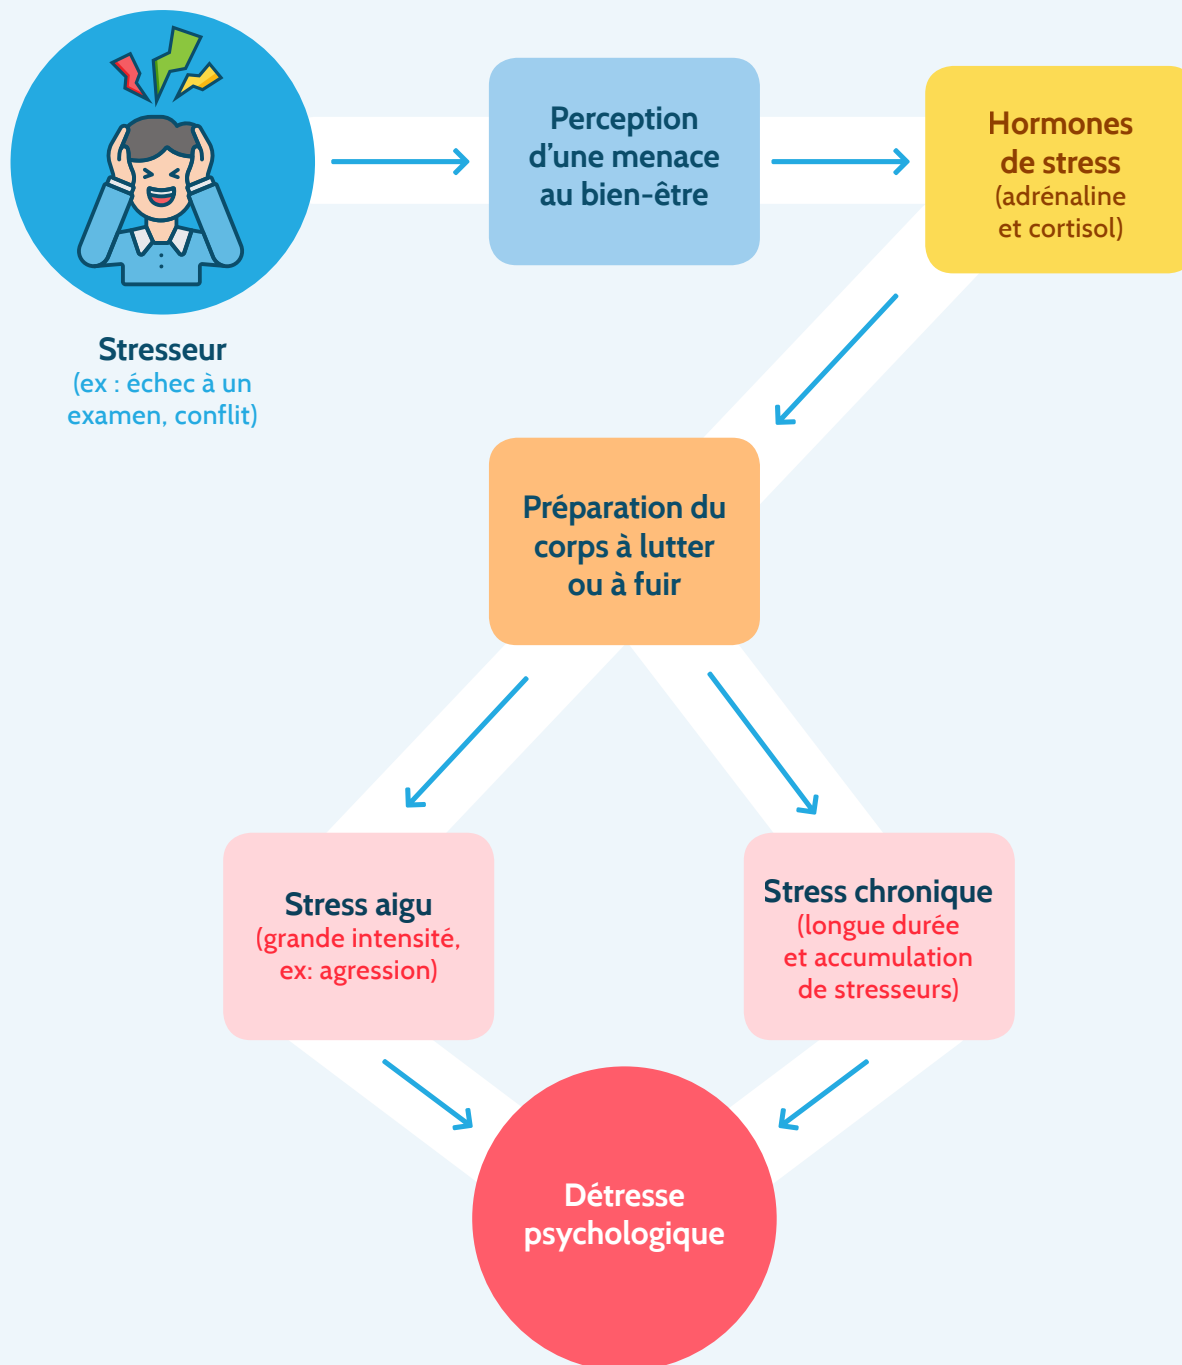 Stresseur
(ex : échec à un
examen, conflit)
Perception
d’une menace
au bien-être
Hormones
de stress
(adrénaline
et cortisol)
Préparation du
corps à lutter
ou à fuir
Stress aigu
(grande intensité,
ex: agression)
Stress chronique
(longue durée
et accumulation
de stresseurs)
Détresse
psychologique